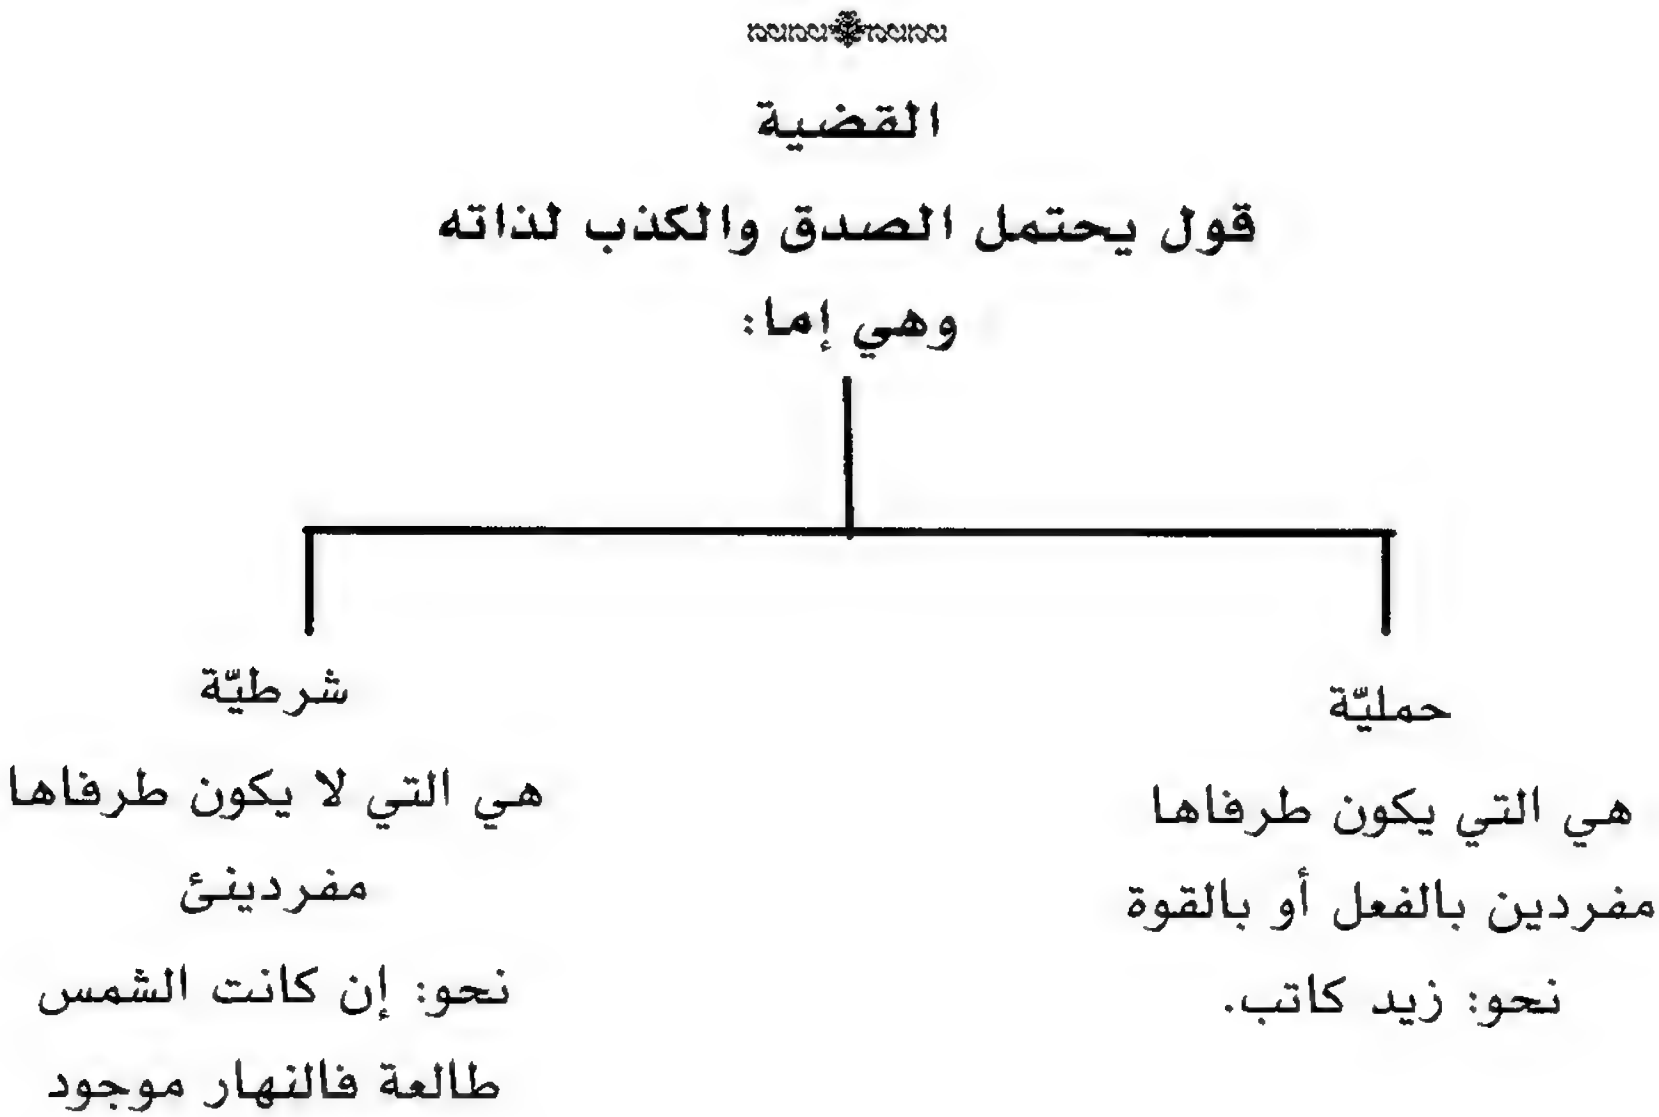 القضية
قول يحتمل الصدق والكذب لذاته
وهي إما:
حمليّة
هي التي يكون طرفاها
مفردين بالفعل أو بالقوة
نحو: زيد كاتب.
شرطيّة
هي التي لا يكون طرفاها
مفردينئ
نحو: إن كانت الشمس
طالعة فالنهار موجود